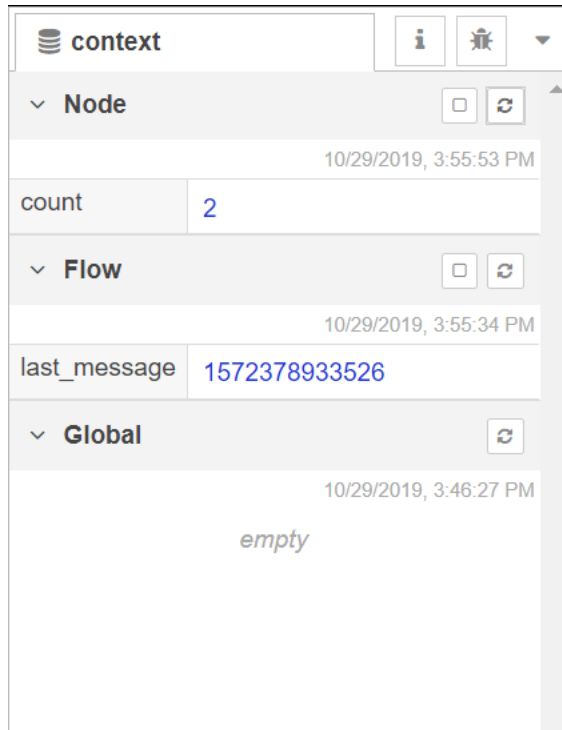 context
Node
10/29/2019, 3:55:53 PM
count 2
Flow
10/29/2019, 3:55:34 PM
last_message 1572378933526
Global
10/29/2019, 3:46:27 PM
empty